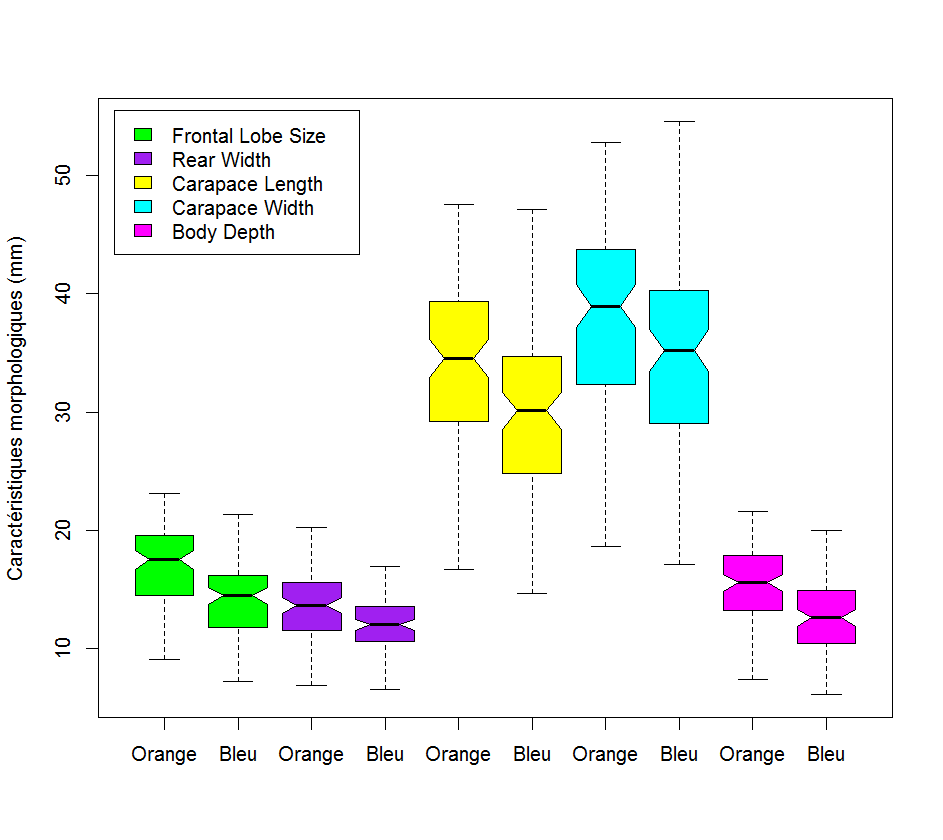 Frontal Lobe Size
Rear Width
Carapace Length
Carapace Width
Body Depth
Caractéristiques morphologiques (mm)
50
40
30
20
10
Orange Bleu Orange Bleu Orange Bleu Orange Bleu Orange Bleu